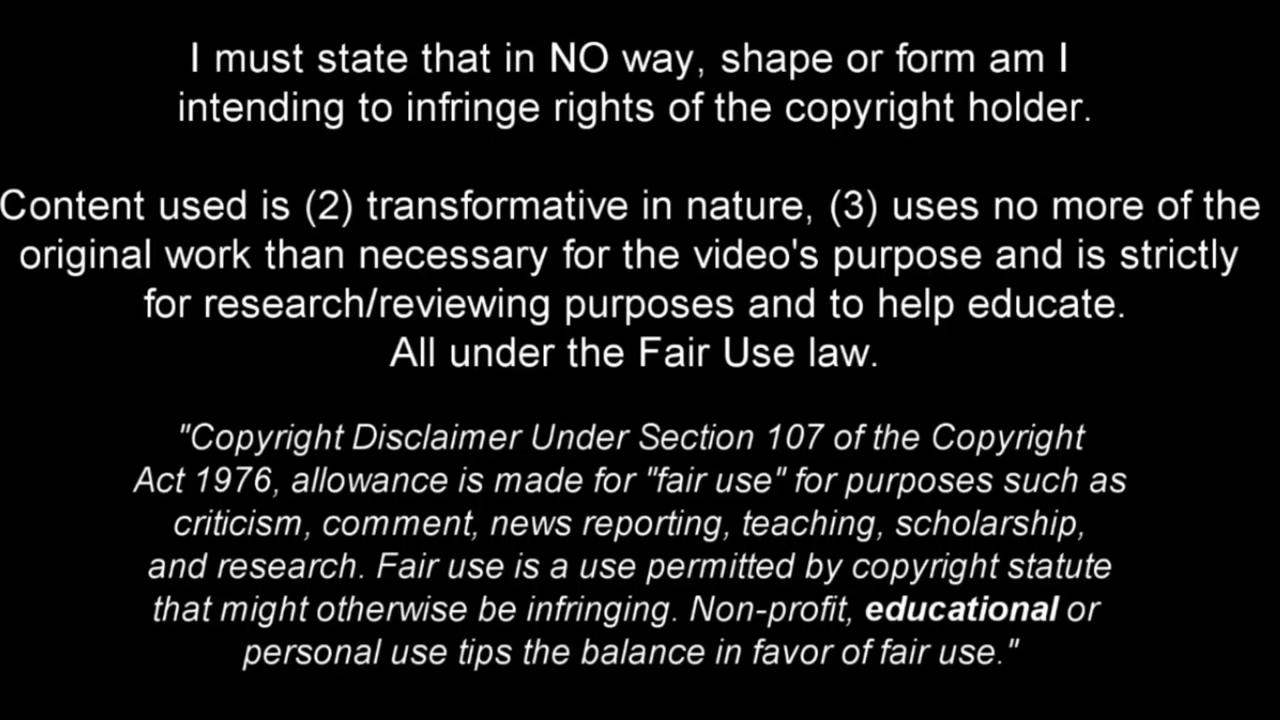 I must state that in NO way, shape or form am I
intending to infringe rights of the copyright holder.
Content used is (2) transformative in nature, (3) uses no more of the
original work than necessary for the video's purpose and is strictly
for research/reviewing purposes and to help educate.
All under the Fair Use law.
"Copyright Disclaimer Under Section 107 of the Copyright
Act 1976, allowance is made for "fair use" for purposes such as
criticism, comment, news reporting, teaching, scholarship,
and research. Fair use is a use permitted by copyright statute
that might otherwise be infringing. Non-profit, educational or
personal use tips the balance in favor of fair use."